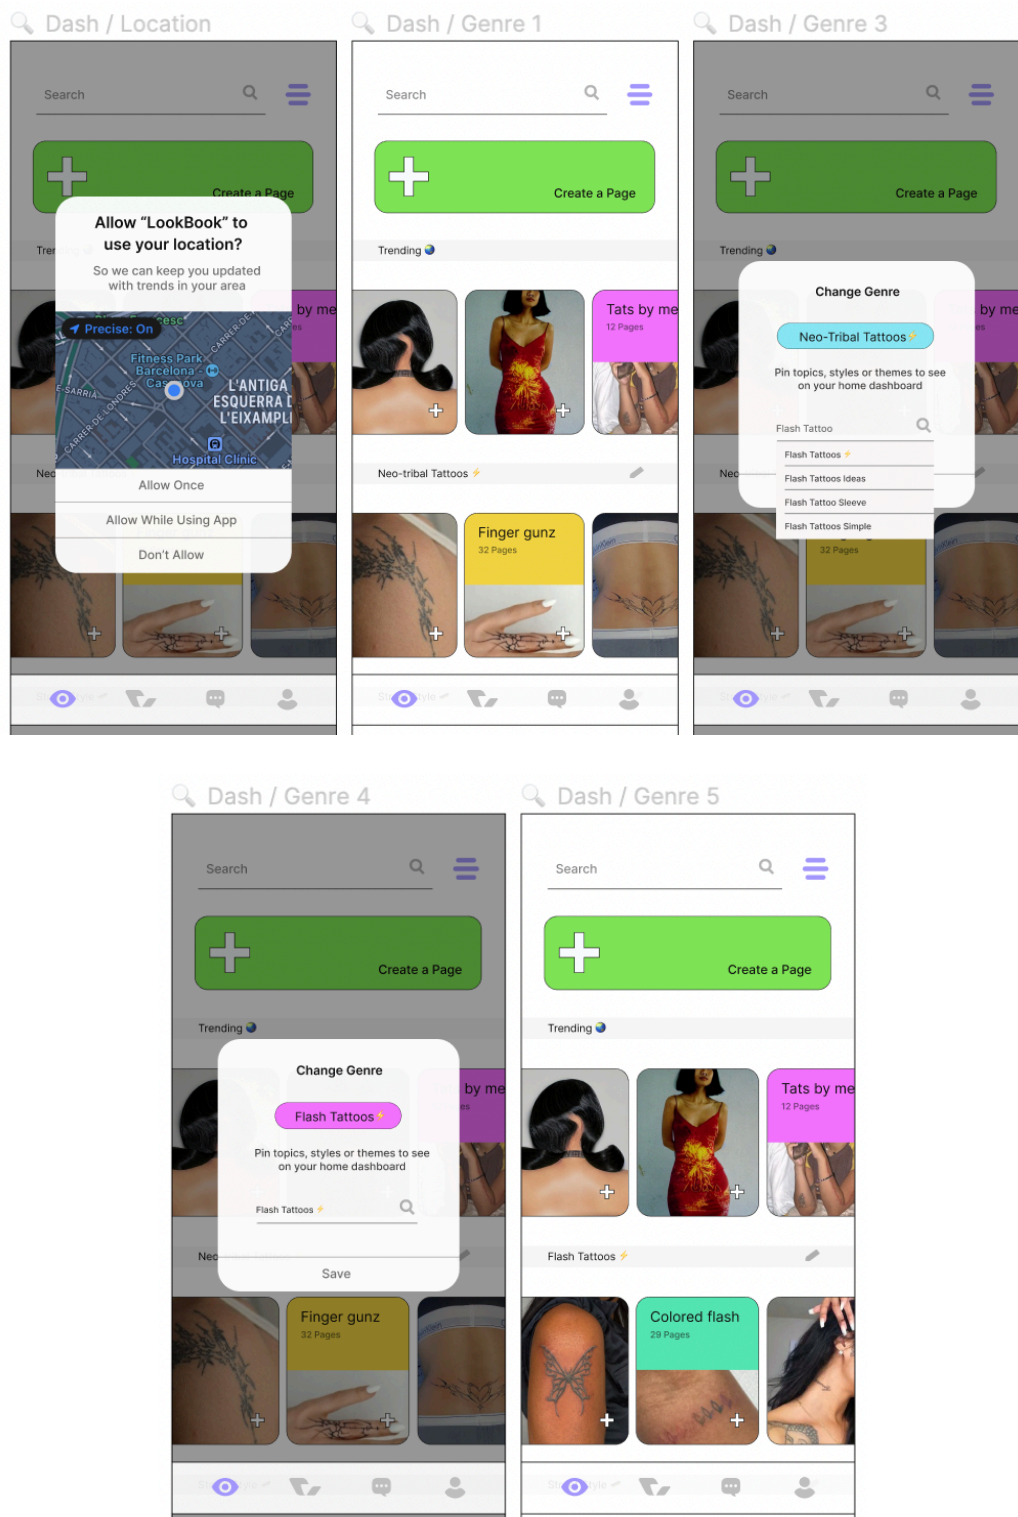 Dash / Location
Search
Create a Page
Allow “LookBook” to
use your location?
So we can keep you updated
with trends in your area
Precise: On
Fitness Park
Barcelona -
CARRER-DE-LONDRES
L'ANTIGA
ESQUERRA D
L'EIXAMPL
Hospital Clínic
Allow Once
Allow While Using App
Don't Allow
by me
Dash / Genre 1
Search
Create a Page
Trending 🌏
Tats by me
12 Pages
Neo-tribal Tattoos ⚡
Finger gunz
32 Pages
Dash / Genre 3
Search
Create a Page
Trending 🌏
Change Genre
Neo-Tribal Tattoos⚡
Pin topics, styles or themes to see
on your home dashboard
Flash Tattoo
Flash Tattoos ⚡
Flash Tattoos Ideas
Flash Tattoo Sleeve
Flash Tattoos Simple
by me
32 Pages
Dash / Genre 4
Search
Create a Page
Trending 🌏
Change Genre
Flash Tattoos⚡
Pin topics, styles or themes to see
on your home dashboard
Flash Tattoos ⚡
Save
by me
Finger gunz
32 Pages
Dash / Genre 5
Search
Create a Page
Trending 🌏
Tats by me
12 Pages
Flash Tattoos ⚡
Colored flash
29 Pages